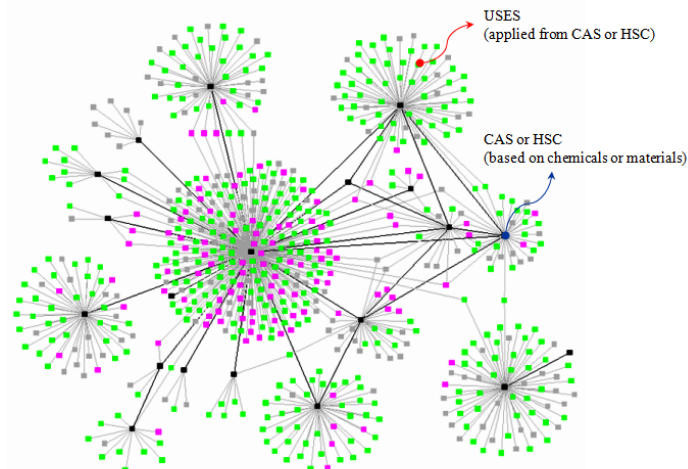 USES
(applied from CAS or HSC)
CAS or HSC
(based on chemicals or materials)